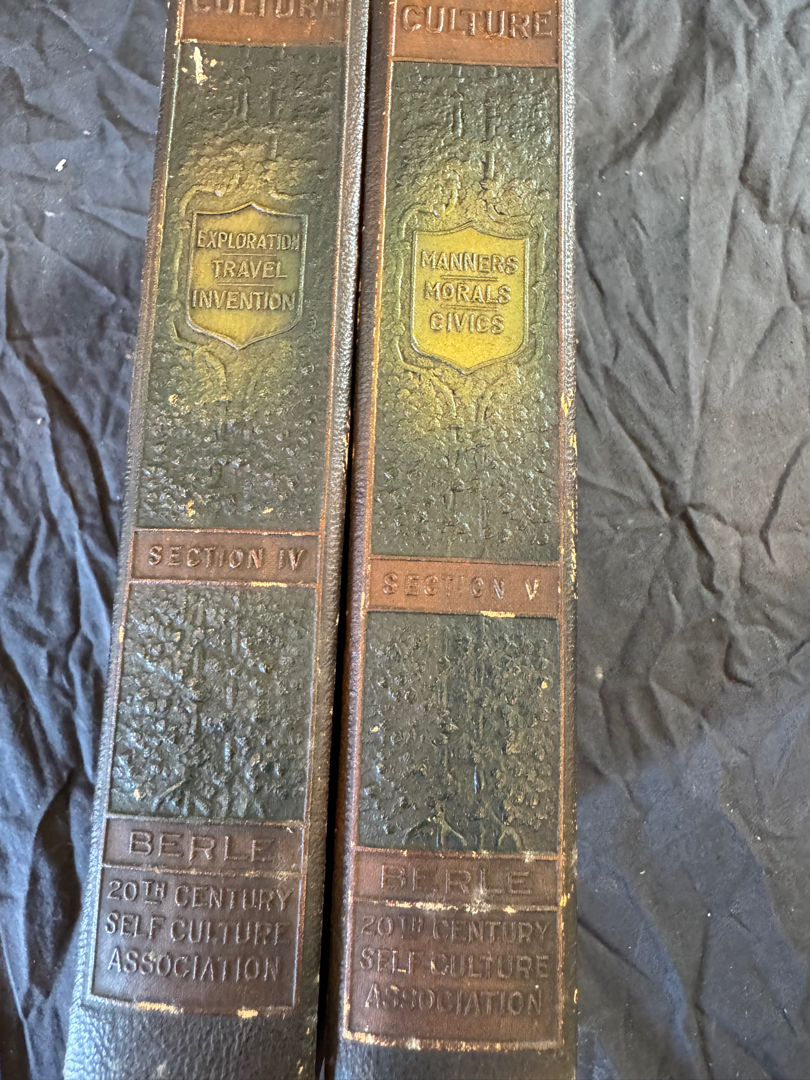 CULTURE
EXPLORATION
TRAVEL
INVENTION
SECTION IV
BERLE
20TH CENTURY
SELF CULTURE
ASSOCIATION
CULTURE
MANNERS
MORALS
CIVICS
SECTION V
BERLE
20TH CENTURY
SELF CULTURE
ASSOCIATION